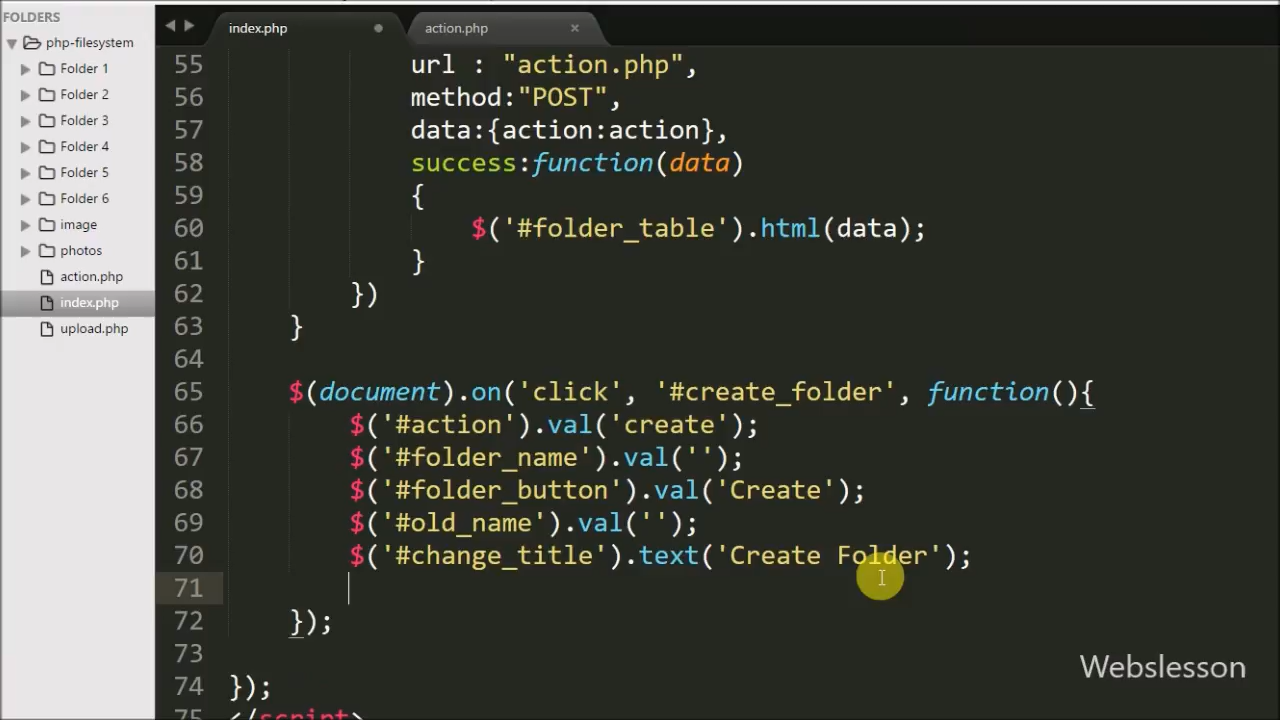 FOLDERS
php-filesystem
Folder 1
Folder 2
Folder 3
Folder 4
Folder 5
Folder 6
image
photos
action.php
index.php
upload.php
index.php
action.php
55 url : "action.php",
56 method:"POST",
57 data:{action:action},
58 success:function(data)
59 {
60 $('#folder_table').html(data);
61 }
62 })
63 }
64
65 $(document).on('click', '#create_folder', function(){
66 $('#action').val('create');
67 $('#folder_name').val('');
68 $('#folder_button').val('Create');
69 $('#old_name').val('');
70 $('#change_title').text('Create Folder');
71
72 });
73
74 });
75 </script>
Webslesson